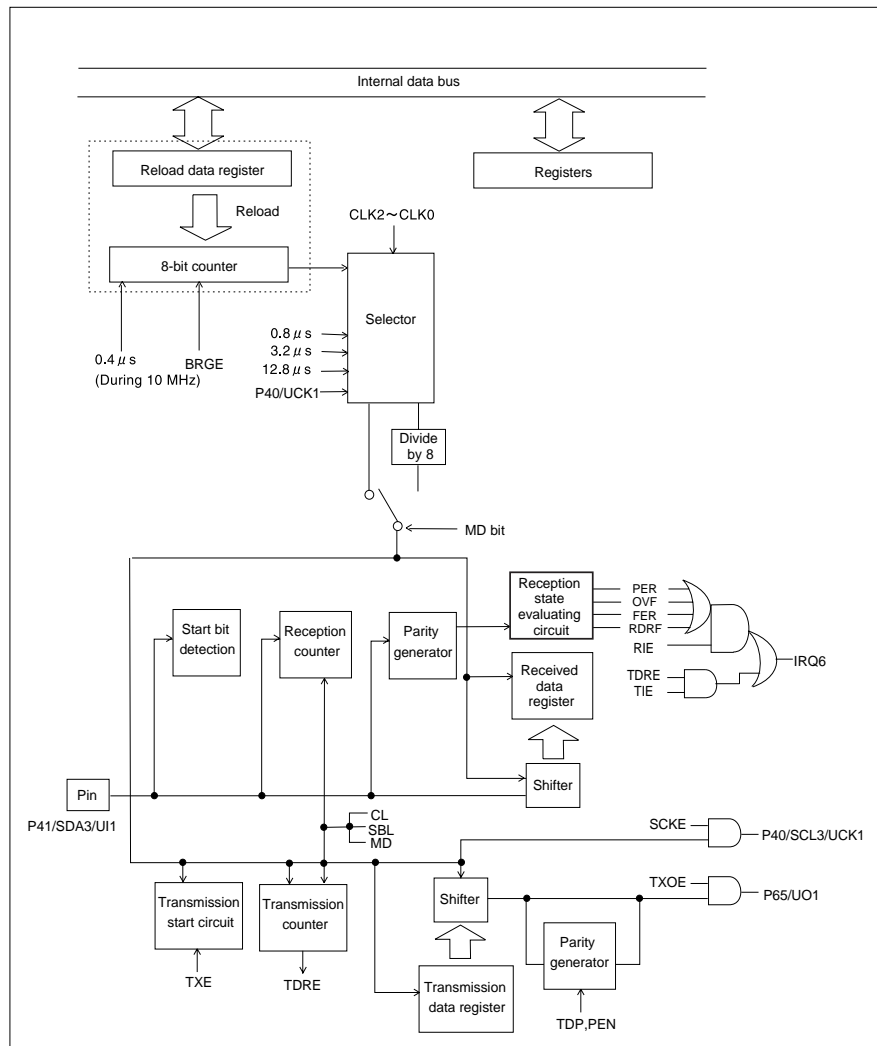 Internal data bus
Reload data register
Registers
Reload
CLK2～CLK0
8-bit counter
Selector
0.8 μ s
3.2 μ s
12.8 μ s
P40/UCK1
0.4 μ s
(During 10 MHz)
BRGE
Divide
by 8
MD bit
Reception
state
evaluating
circuit
PER
OVF
FER
RDRF
RIE
IRQ6
TDRE
TIE
Start bit
detection
Reception
counter
Parity
generator
Received
data
register
Shifter
Pin
P41/SDA3/UI1
CL
SBL
MD
SCKE
P40/SCL3/UCK1
TXOE
P65/UO1
Transmission
start circuit
Transmission
counter
Shifter
Parity
generator
TXE
TDRE
Transmission
data register
TDP,PEN